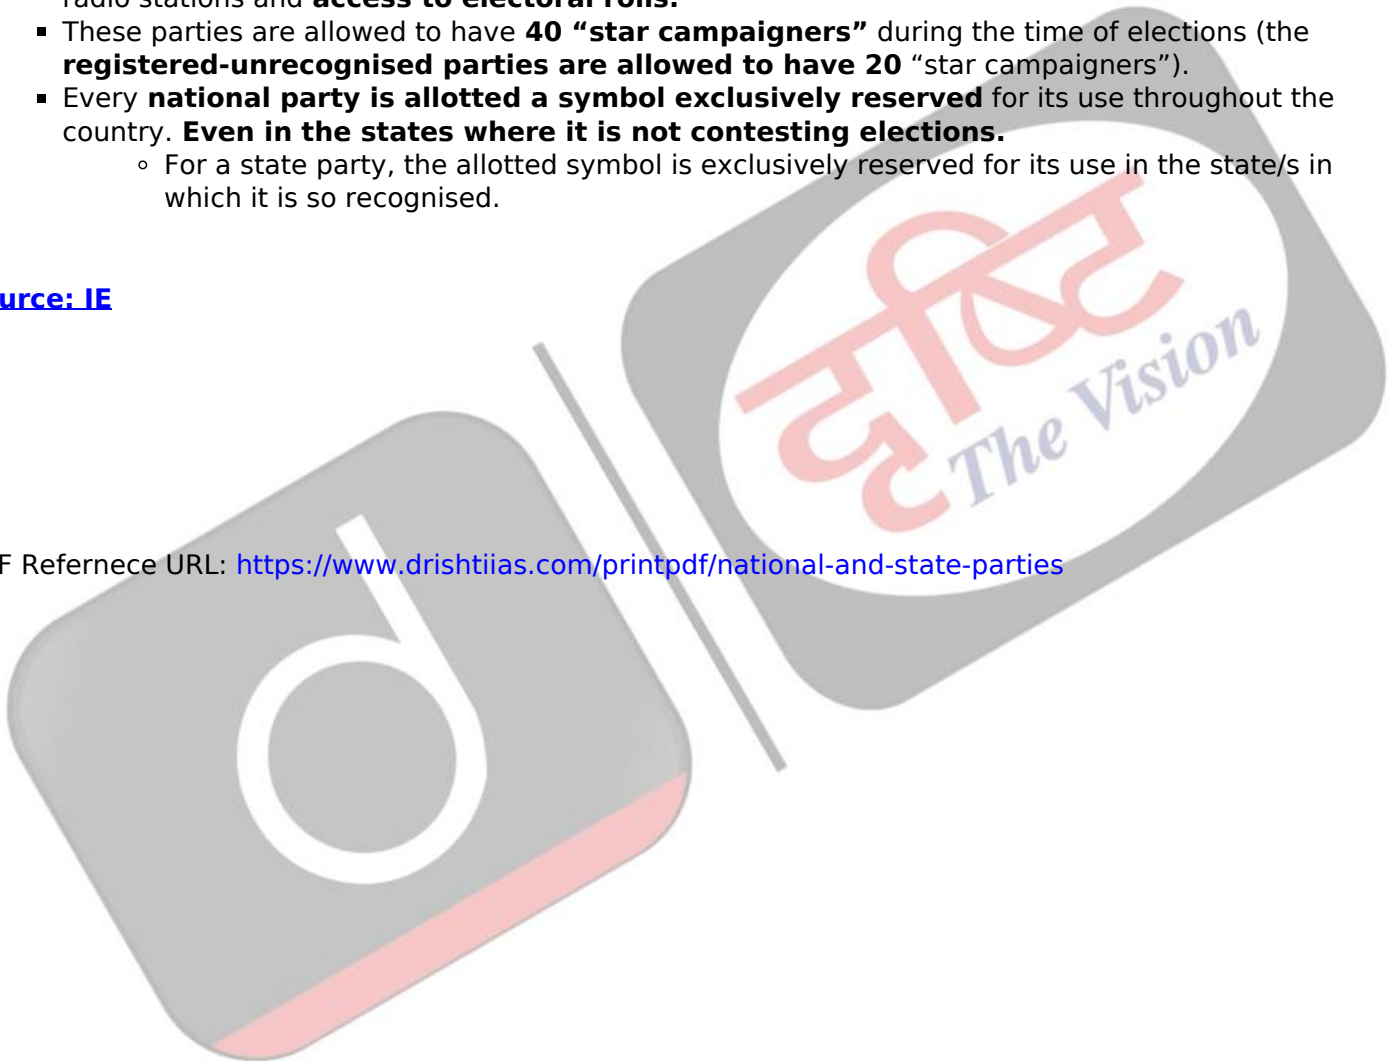 radio stations and access to electoral rolls.
▪ These parties are allowed to have 40 “star campaigners” during the time of elections (the
registered-unrecognised parties are allowed to have 20 “star campaigners”).
▪ Every national party is allotted a symbol exclusively reserved for its use throughout the
country. Even in the states where it is not contesting elections.
◦ For a state party, the allotted symbol is exclusively reserved for its use in the state/s in
which it is so recognised.
urce: IE
दृष्टि
The Vision
F Refernece URL: https://www.drishtiias.com/printpdf/national-and-state-parties
d